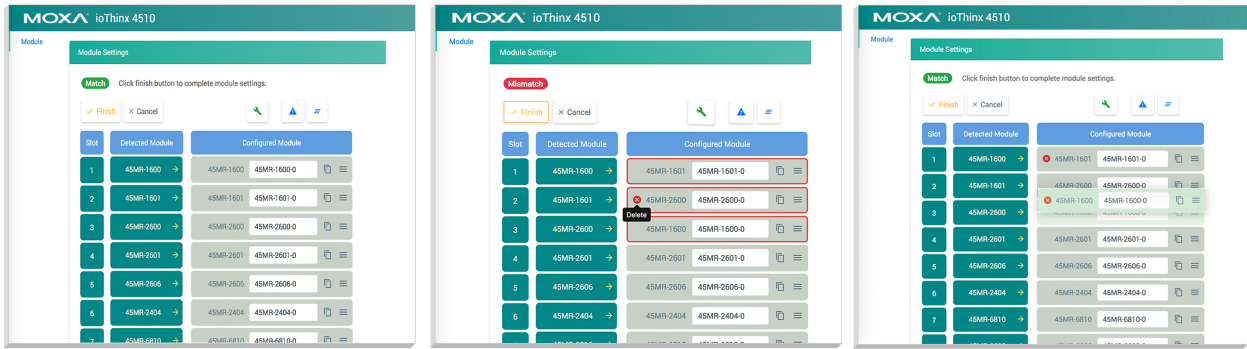 MOXA ioThinx 4510
Module
Module Settings
Match Click finish button to complete module settings.
Finish × Cancel
Slot Detected Module Configured Module
1 45MR-1600 → 45MR-1600 45MR-1600-0
2 45MR-1601 → 45MR-1601 45MR-1601-0
3 45MR-2600 → 45MR-2600 45MR-2600-0
4 45MR-2601 → 45MR-2601 45MR-2601-0
5 45MR-2606 → 45MR-2606 45MR-2606-0
6 45MR-2404 → 45MR-2404 45MR-2404-0
7 45MR-6810 → 45MR-6810 45MR-6810-0
MOXA ioThinx 4510
Module
Module Settings
Mismatch
Finish × Cancel
Slot Detected Module Configured Module
1 45MR-1600 → 45MR-1601 45MR-1601-0
2 45MR-1601 → 45MR-2600 45MR-2600-0
Delete
3 45MR-2600 → 45MR-1600 45MR-1600-0
4 45MR-2601 → 45MR-2601 45MR-2601-0
5 45MR-2606 → 45MR-2606 45MR-2606-0
6 45MR-2404 → 45MR-2404 45MR-2404-0
MOXA ioThinx 4510
Module
Module Settings
Match Click finish button to complete module settings.
Finish × Cancel
Slot Detected Module Configured Module
1 45MR-1600 → 45MR-1601 45MR-1601-0
2 45MR-1601 → 45MR-2600 45MR-2600-0
45MR-1600 45MR-1600-0
3 45MR-2600 →
4 45MR-2601 → 45MR-2601 45MR-2601-0
5 45MR-2606 → 45MR-2606 45MR-2606-0
6 45MR-2404 → 45MR-2404 45MR-2404-0
7 45MR-6810 → 45MR-6810 45MR-6810-0